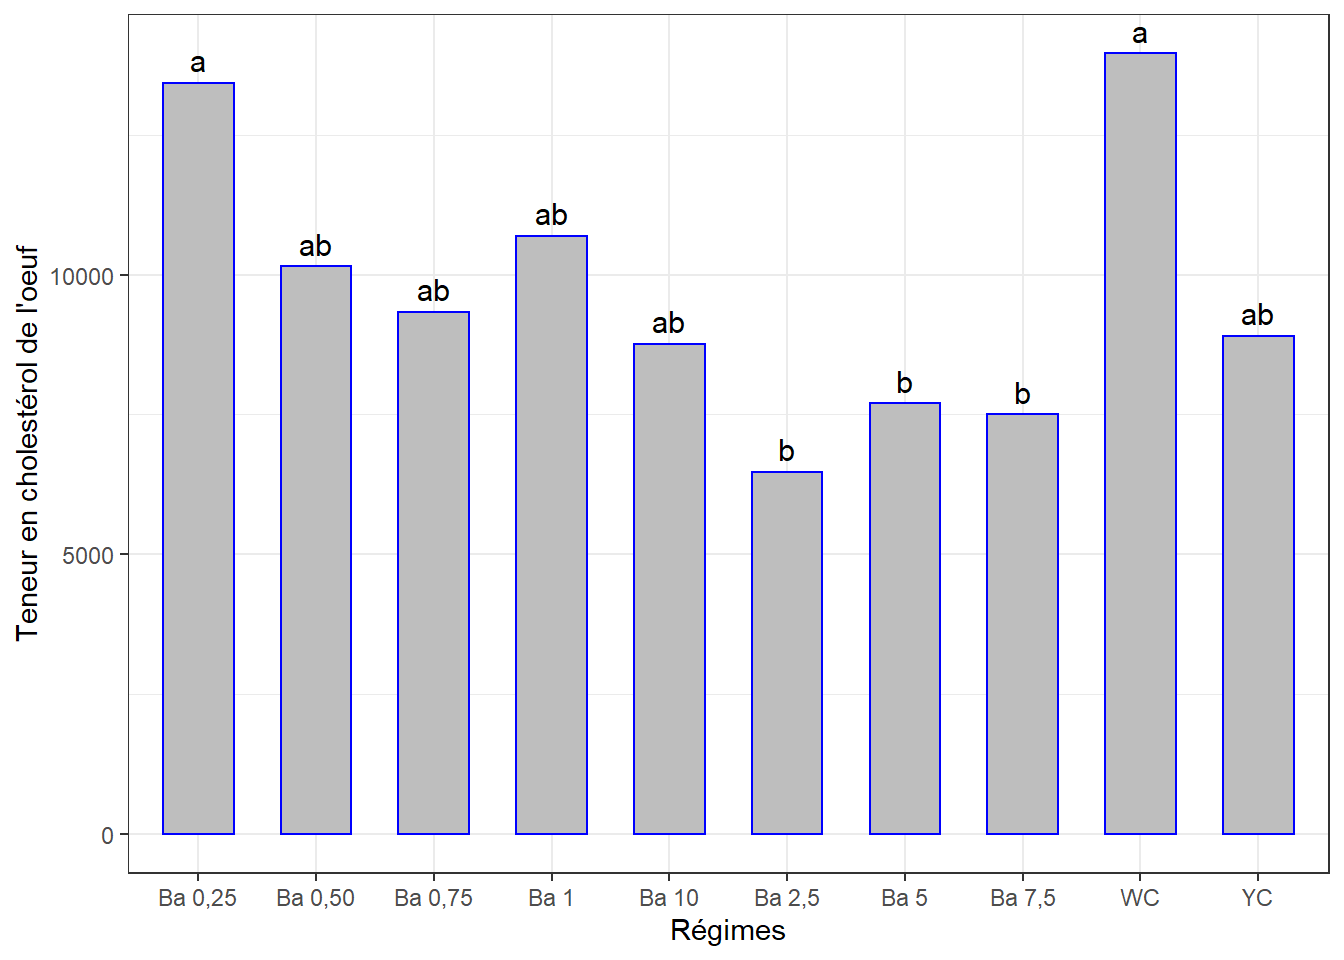 Teneur en cholestérol de l'oeuf
10000
5000
0
a
ab
ab
ab
ab
b
b
b
a
ab
Ba 0,25
Ba 0,50
Ba 0,75
Ba 1
Ba 10
Ba 2,5
Ba 5
Ba 7,5
WC
YC
Régimes